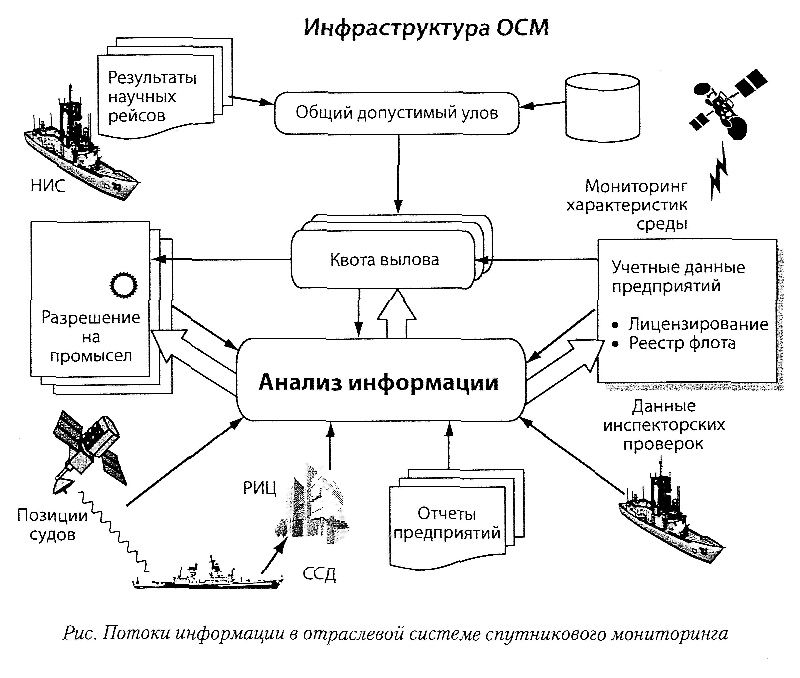 Инфраструктура ОСМ
Результаты
научных
рейсов
Общий допустимый улов
НИС
Мониторинг
характеристик
среды
Квота вылова
Учетные данные
предприятий
• Лицензирование
• Реестр флота
Разрешение
на
промысел
Анализ информации
Данные
инспекторских
проверок
РИЦ
Позиции
судов
Отчеты
предприятий
ССД
Рис. Потоки информации в отраслевой системе спутникового мониторинга